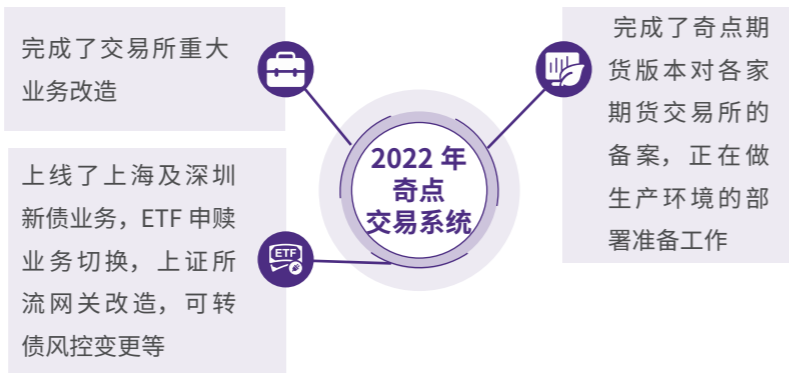 完成了交易所重大
业务改造
上线了上海及深圳
新债业务，ETF 申赎
业务切换，上证所
流网关改造，可转
债风控变更等
ETF
2022 年
奇点
交易系统
完成了奇点期
货版本对各家
期货交易所的
备案，正在做
生产环境的部
署准备工作